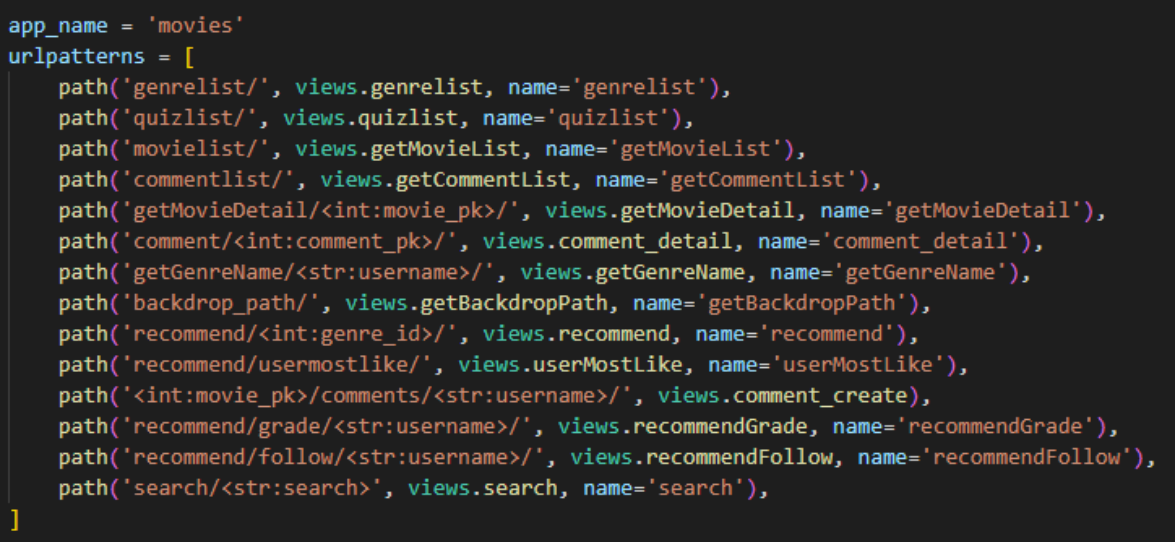 app_name = 'movies'
urlpatterns = [
    path('genrelist/', views.genrelist, name='genrelist'),
    path('quizlist/', views.quizlist, name='quizlist'),
    path('movielist/', views.getMovieList, name='getMovieList'),
    path('commentlist/', views.getCommentList, name='getCommentList'),
    path('getMovieDetail/<int:movie_pk>/', views.getMovieDetail, name='getMovieDetail'),
    path('comment/<int:comment_pk>/', views.comment_detail, name='comment_detail'),
    path('getGenreName/<str:username>/', views.getGenreName, name='getGenreName'),
    path('backdrop_path/', views.getBackdropPath, name='getBackdropPath'),
    path('recommend/<int:genre_id>/', views.recommend, name='recommend'),
    path('recommend/usermostlike/', views.userMostLike, name='userMostLike'),
    path('<int:movie_pk>/comments/<str:username>/', views.comment_create),
    path('recommend/grade/<str:username>/', views.recommendGrade, name='recommendGrade'),
    path('recommend/follow/<str:username>/', views.recommendFollow, name='recommendFollow'),
    path('search/<str:search>', views.search, name='search'),
]